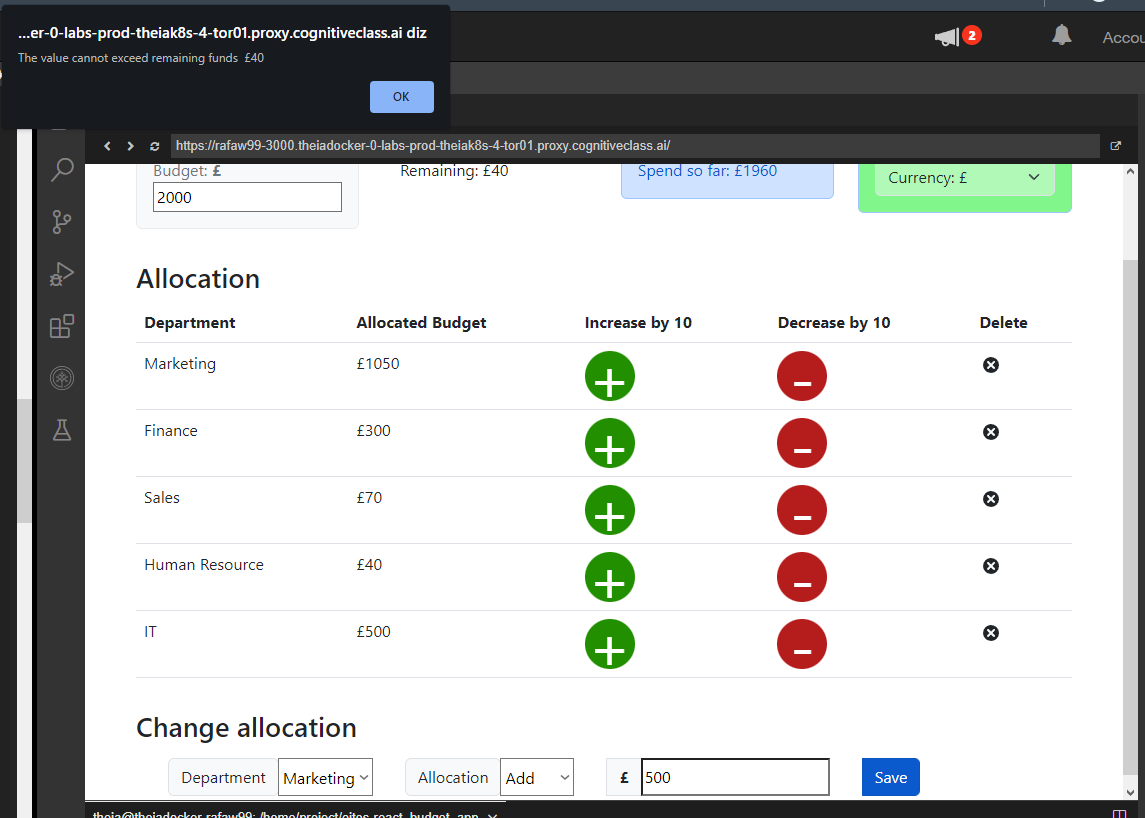 ...er-0-labs-prod-theiak8s-4-tor01.proxy.cognitiveclass.ai diz
The value cannot exceed remaining funds £40
OK
2
Accou
https://rafaw99-3000.theiadocker-0-labs-prod-theiak8s-4-tor01.proxy.cognitiveclass.ai/
Budget: £
2000
Remaining: £40
Spend so far: £1960
Currency: £
Allocation
Department Allocated Budget Increase by 10 Decrease by 10 Delete
Marketing £1050
Finance £300
Sales £70
Human Resource £40
IT £500
Change allocation
Department Marketing Allocation Add £ 500 Save
theia@theiadocker-rafaw99: /home/project/oites-react_budget_app